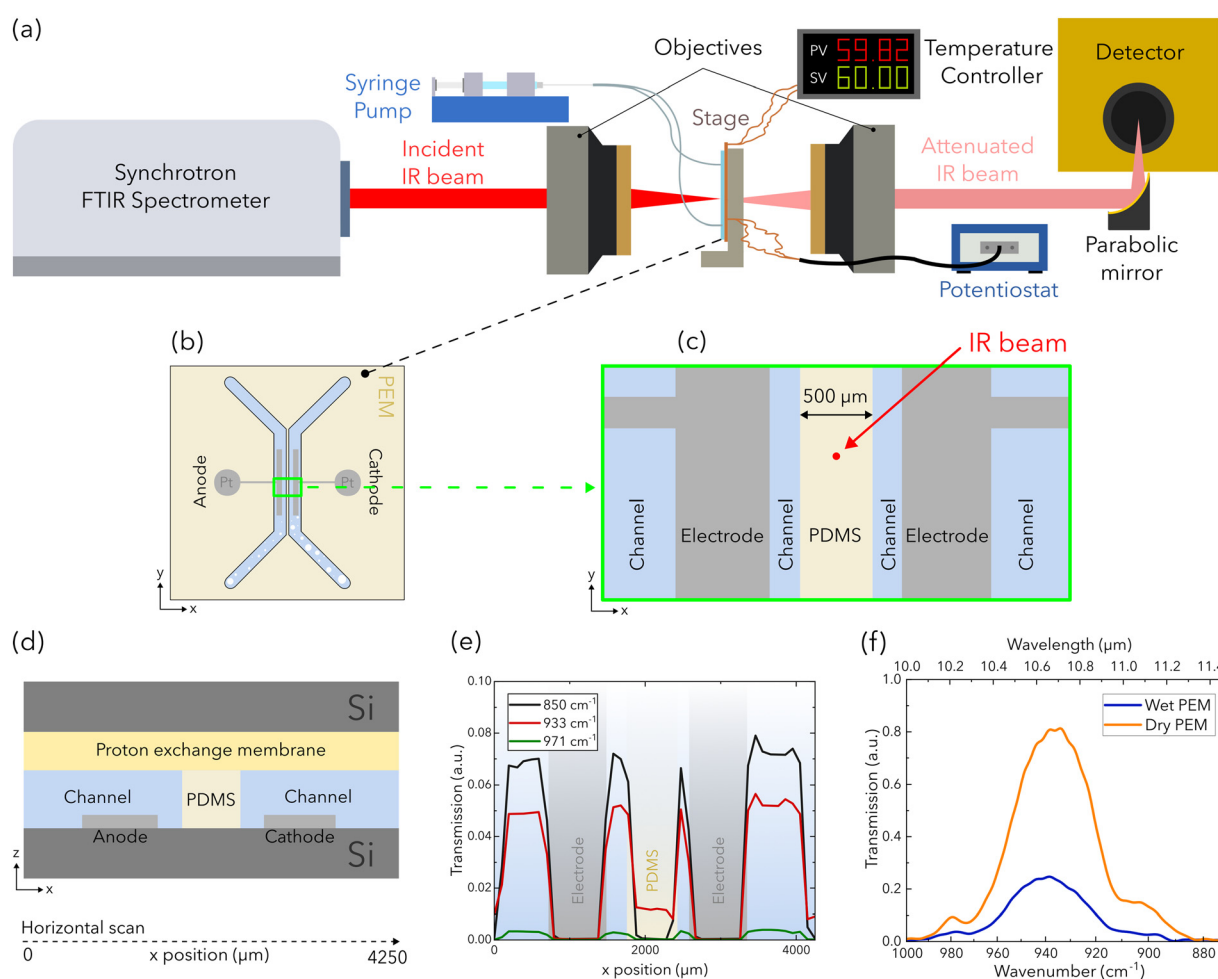 (a)
Objectives
PV 59.82
SV 60.00
Temperature
Controller
Detector
Syringe
Pump
Stage
Synchrotron
FTIR Spectrometer
Incident
IR beam
Attenuated
IR beam
Parabolic
mirror
Potentiostat
(b)
PEM
Anode
Pt
Pt
Cathode
y
x
(c)
IR beam
500 µm
Channel
Electrode
Channel
PDMS
Channel
Electrode
Channel
y
x
(d)
Si
Proton exchange membrane
Channel
PDMS
Channel
Anode
Cathode
Si
z
x
Horizontal scan
0
x position (µm)
4250
(e)
Transmission (a.u.)
0.10
0.08
0.06
0.04
0.02
0.00
850 cm⁻¹
933 cm⁻¹
971 cm⁻¹
Electrode
PDMS
Electrode
0
2000
4000
x position (µm)
(f)
Wavelength (µm)
10.0 10.2 10.4 10.6 10.8 11.0 11.2 11.4
Transmission (a.u.)
1.0
0.8
0.6
0.4
0.2
0.0
Wet PEM
Dry PEM
1000 980 960 940 920 900 880
Wavenumber (cm⁻¹)